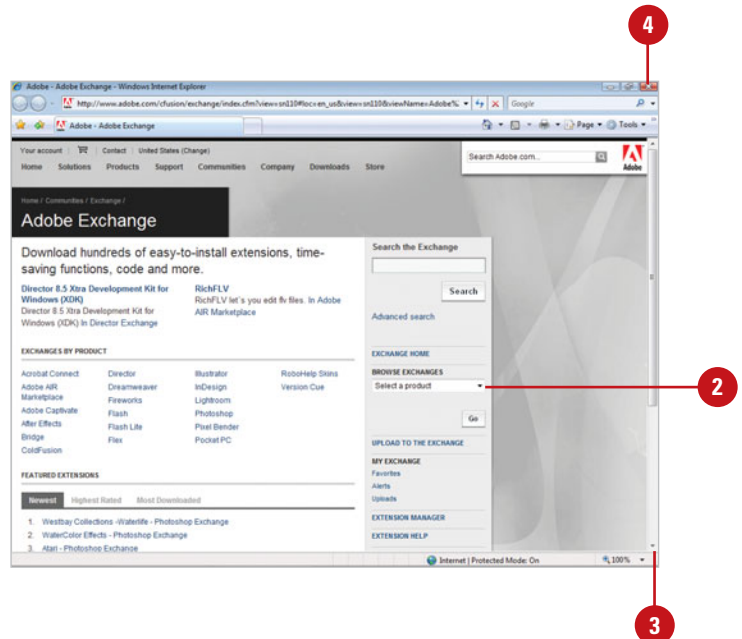 4
Adobe - Adobe Exchange - Windows Internet Explorer
http://www.adobe.com/cfusion/exchange/index.cfm?view=sn110#loc=en_us&view=sn110&viewName=Adobe%
Google
Adobe - Adobe Exchange
Page Tools
Your account Contact United States (Change)
Search Adobe.com...
Adobe
Home Solutions Products Support Communities Company Downloads Store
Home / Communities / Exchange /
Adobe Exchange
Download hundreds of easy-to-install extensions, time-
saving functions, code and more.
Director 8.5 Xtra Development Kit for
Windows (XDK)
Director 8.5 Xtra Development Kit for
Windows (XDK) In Director Exchange
RichFLV
RichFLV let´s you edit flv files. In Adobe
AIR Marketplace
EXCHANGES BY PRODUCT
Acrobat Connect
Adobe AIR
Marketplace
Adobe Captivate
After Effects
Bridge
ColdFusion
Director
Dreamweaver
Fireworks
Flash
Flash Lite
Flex
Illustrator
InDesign
Lightroom
Photoshop
Pixel Bender
Pocket PC
RoboHelp Skins
Version Cue
FEATURED EXTENSIONS
Newest Highest Rated Most Downloaded
1. Westbay Collections -Waterlife - Photoshop Exchange
2. WaterColor Effects - Photoshop Exchange
3. Atari - Photoshop Exchange
Search the Exchange
Search
Advanced search
EXCHANGE HOME
BROWSE EXCHANGES
Select a product
2
Go
UPLOAD TO THE EXCHANGE
MY EXCHANGE
Favorites
Alerts
Uploads
EXTENSION MANAGER
EXTENSION HELP
Internet | Protected Mode: On
100%
3